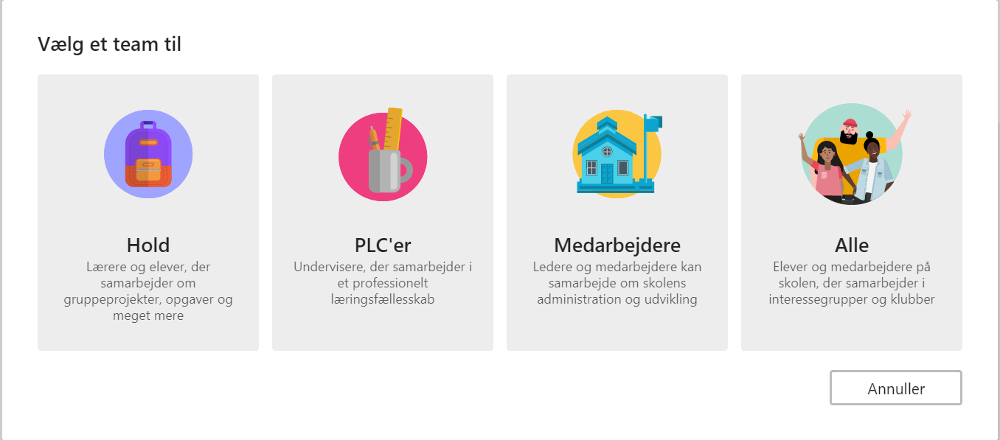 Vælg et team til
Hold
Lærere og elever, der
samarbejder om
gruppeprojekter, opgaver og
meget mere
PLC'er
Undervisere, der samarbejder i
et professionelt
læringsfællesskab
Medarbejdere
Ledere og medarbejdere kan
samarbejde om skolens
administration og udvikling
Alle
Elever og medarbejdere på
skolen, der samarbejder i
interessegrupper og klubber
Annuller